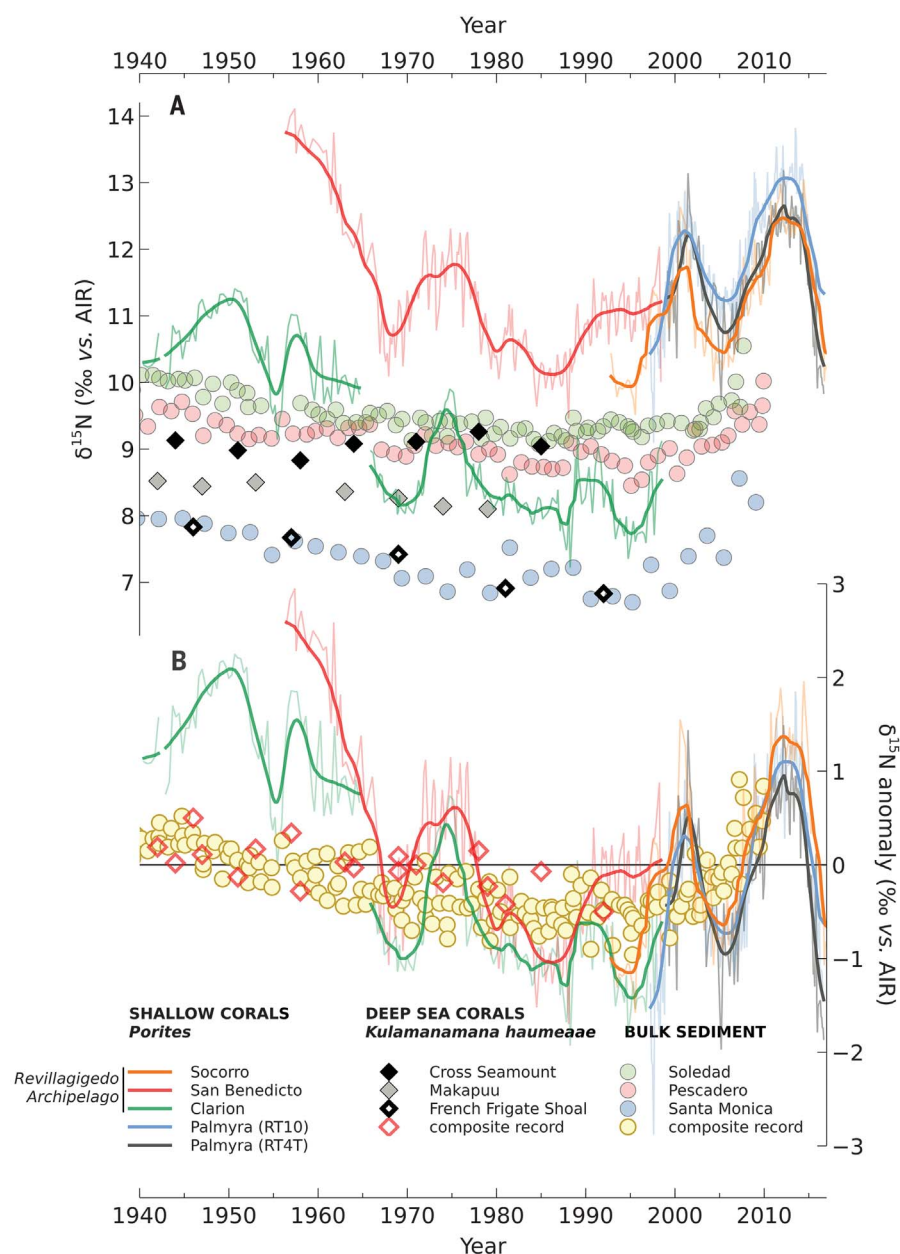 Year
1940 1950 1960 1970 1980 1990 2000 2010
A
14
13
12
11
10
9
8
7
δ¹⁵N (‰ vs. AIR)
B
3
2
1
0
−1
−2
−3
δ¹⁵N anomaly (‰ vs. AIR)
SHALLOW CORALS
Porites
Revillagigedo
Archipelago
Socorro
San Benedicto
Clarion
Palmyra (RT10)
Palmyra (RT4T)
DEEP SEA CORALS
Kulamanamana haumeaae
Cross Seamount
Makapuu
French Frigate Shoal
composite record
BULK SEDIMENT
Soledad
Pescadero
Santa Monica
composite record
1940 1950 1960 1970 1980 1990 2000 2010
Year